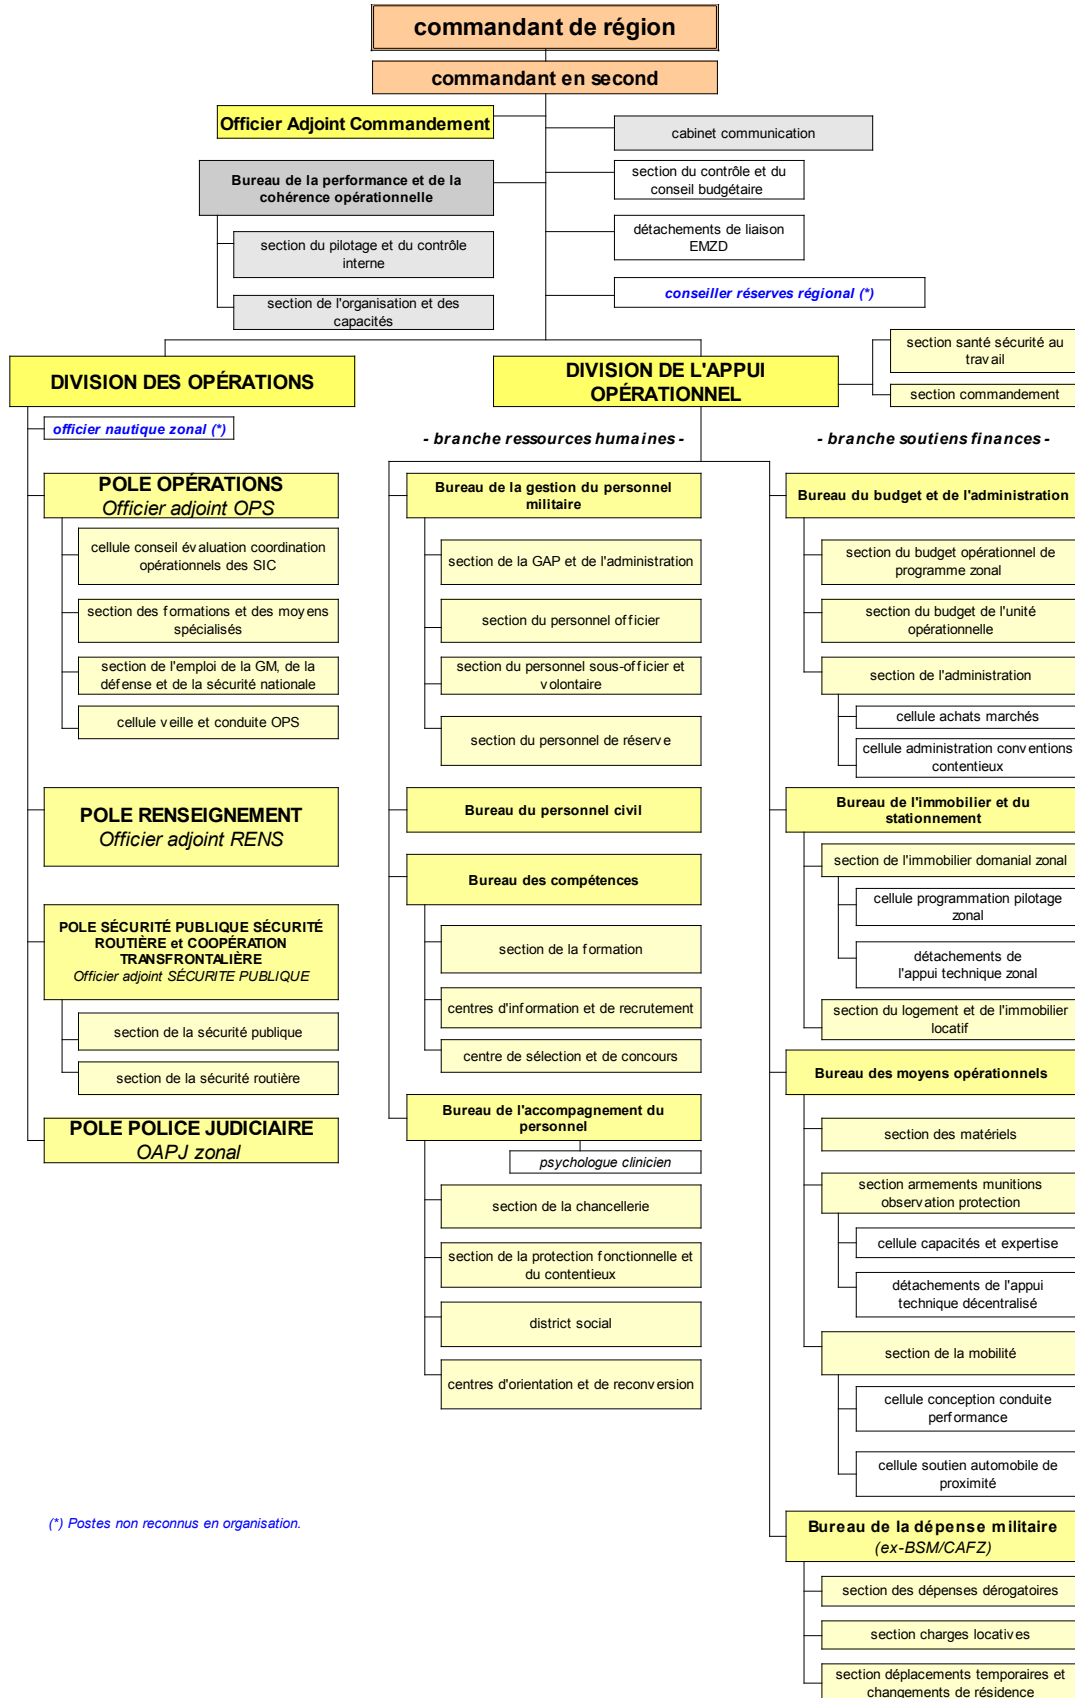 commandant de région
commandant en second
Officier Adjoint Commandement
cabinet communication
Bureau de la performance et de la
cohérence opérationnelle
section du contrôle et du
conseil budgétaire
section du pilotage et du contrôle
interne
détachements de liaison
EMZD
section de l'organisation et des
capacités
conseiller réserves régional (*)
DIVISION DES OPÉRATIONS
officier nautique zonal (*)
POLE OPÉRATIONS
Officier adjoint OPS
cellule conseil évaluation coordination
opérationnels des SIC
section des formations et des moyens
spécialisés
section de l'emploi de la GM, de la
défense et de la sécurité nationale
cellule veille et conduite OPS
POLE RENSEIGNEMENT
Officier adjoint RENS
POLE SÉCURITÉ PUBLIQUE SÉCURITÉ
ROUTIÈRE et COOPÉRATION
TRANSFRONTALIÈRE
Officier adjoint SÉCURITE PUBLIQUE
section de la sécurité publique
section de la sécurité routière
POLE POLICE JUDICIAIRE
OAPJ zonal
DIVISION DE L'APPUI
OPÉRATIONNEL
section santé sécurité au
travail
section commandement
- branche ressources humaines -
Bureau de la gestion du personnel
militaire
section de la GAP et de l'administration
section du personnel officier
section du personnel sous-officier et
volontaire
section du personnel de réserve
Bureau du personnel civil
Bureau des compétences
section de la formation
centres d'information et de recrutement
centre de sélection et de concours
Bureau de l'accompagnement du
personnel
psychologue clinicien
section de la chancellerie
section de la protection fonctionnelle et
du contentieux
district social
centres d'orientation et de reconversion
- branche soutiens finances -
Bureau du budget et de l'administration
section du budget opérationnel de
programme zonal
section du budget de l'unité
opérationnelle
section de l'administration
cellule achats marchés
cellule administration conventions
contentieux
Bureau de l'immobilier et du
stationnement
section de l'immobilier domanial zonal
cellule programmation pilotage
zonal
détachements de
l'appui technique zonal
section du logement et de l'immobilier
locatif
Bureau des moyens opérationnels
section des matériels
section armements munitions
observation protection
cellule capacités et expertise
détachements de l'appui
technique décentralisé
section de la mobilité
cellule conception conduite
performance
cellule soutien automobile de
proximité
Bureau de la dépense militaire
(ex-BSM/CAFZ)
section des dépenses dérogatoires
section charges locatives
section déplacements temporaires et
changements de résidence
(*) Postes non reconnus en organisation.